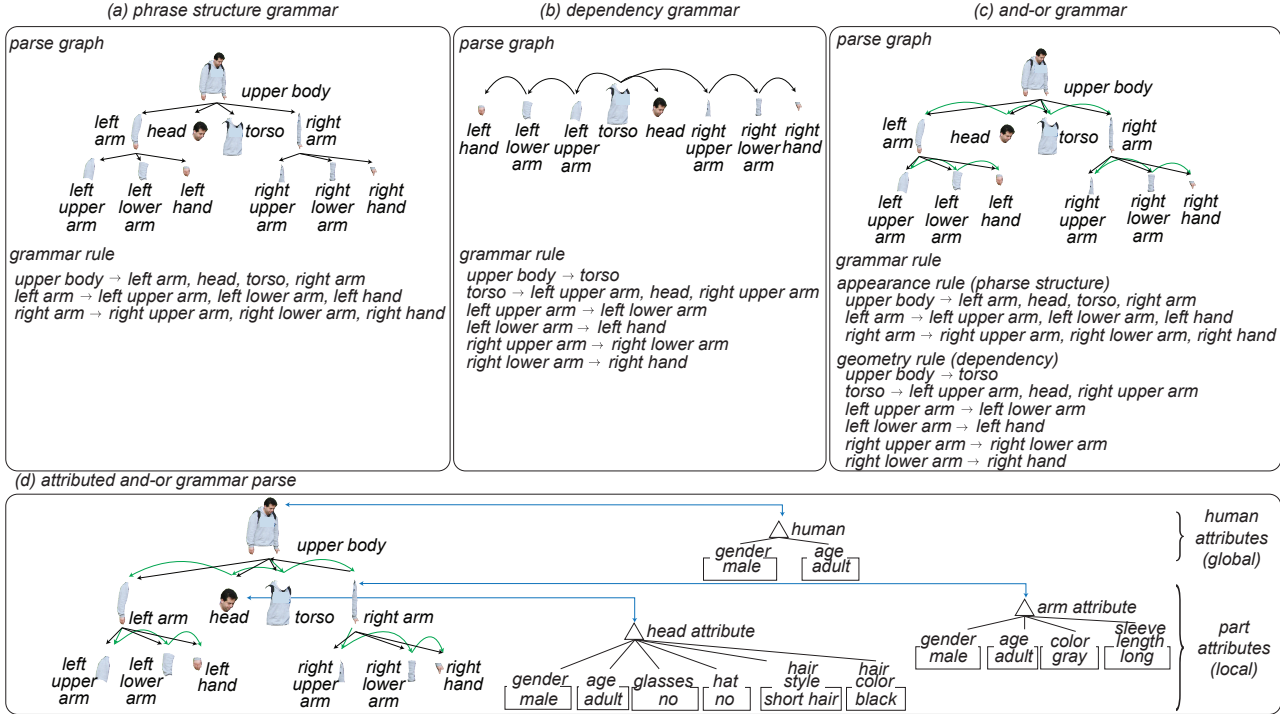 (a) phrase structure grammar
parse graph
upper body
left arm
head
torso
right arm
left upper arm
left lower arm
left hand
right upper arm
right lower arm
right hand
grammar rule
upper body → left arm, head, torso, right arm
left arm → left upper arm, left lower arm, left hand
right arm → right upper arm, right lower arm, right hand
(b) dependency grammar
parse graph
left hand
left lower arm
left upper arm
torso
head
right upper arm
right lower arm
right hand
grammar rule
upper body → torso
torso → left upper arm, head, right upper arm
left upper arm → left lower arm
left lower arm → left hand
right upper arm → right lower arm
right lower arm → right hand
(c) and-or grammar
parse graph
upper body
left arm
head
torso
right arm
left upper arm
left lower arm
left hand
right upper arm
right lower arm
right hand
grammar rule
appearance rule (pharse structure)
upper body → left arm, head, torso, right arm
left arm → left upper arm, left lower arm, left hand
right arm → right upper arm, right lower arm, right hand
geometry rule (dependency)
upper body → torso
torso → left upper arm, head, right upper arm
left upper arm → left lower arm
left lower arm → left hand
right upper arm → right lower arm
right lower arm → right hand
(d) attributed and-or grammar parse
upper body
left arm
head
torso
right arm
left upper arm
left lower arm
left hand
right upper arm
right lower arm
right hand
human
gender
male
age
adult
human attributes (global)
head attribute
gender
male
age
adult
glasses
no
hat
no
hair style
short hair
hair color
black
arm attribute
gender
male
age
adult
color
gray
sleeve length
long
part attributes (local)